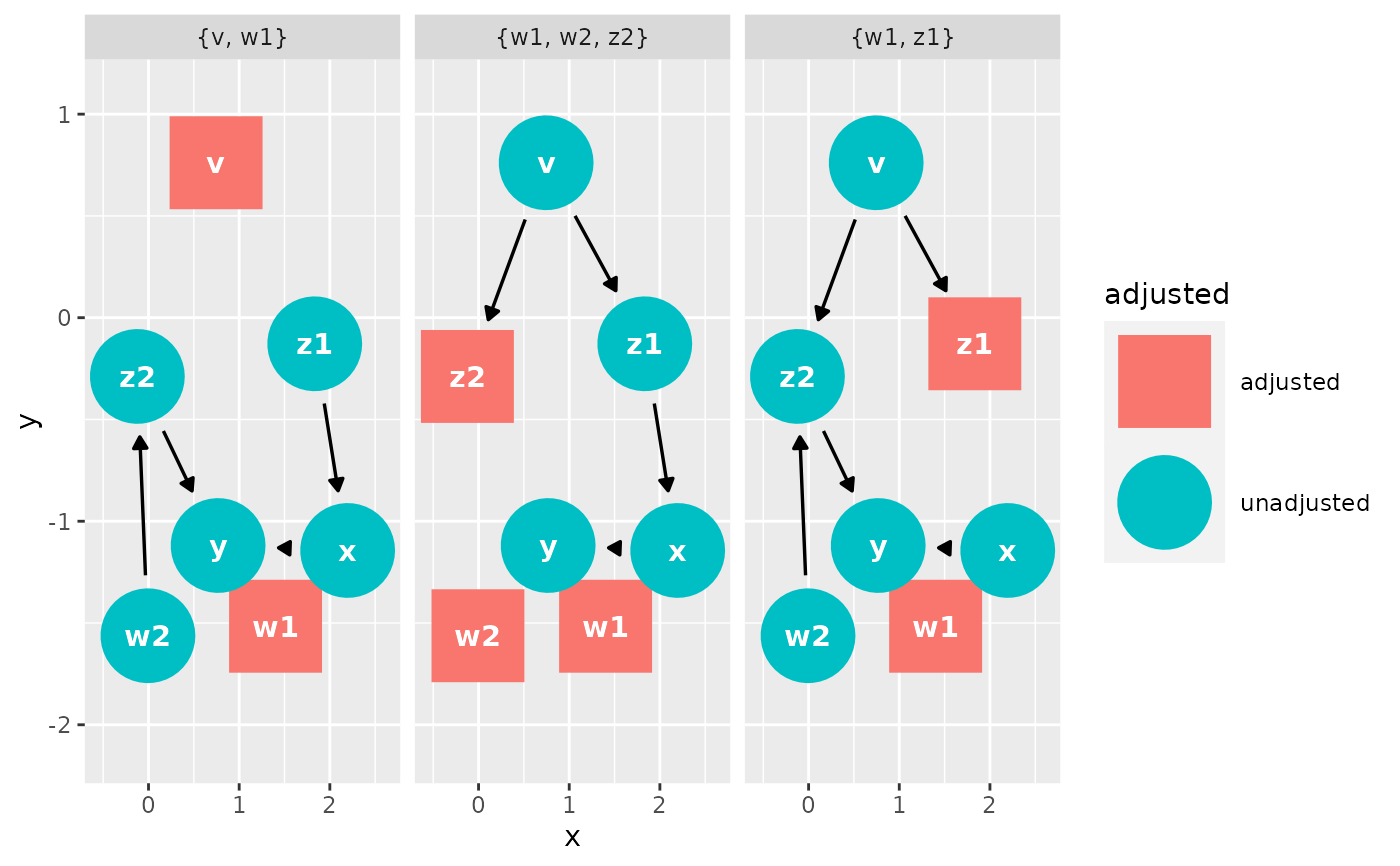 {v, w1} {w1, w2, z2} {w1, z1}
1
v v v
adjusted
0
z1 z1 z1
z2 z2 z2
adjusted
y
unadjusted
-1
y x y x y x
w2 w1 w2 w1 w2 w1
-2
0 1 2 0 1 2 0 1 2
x